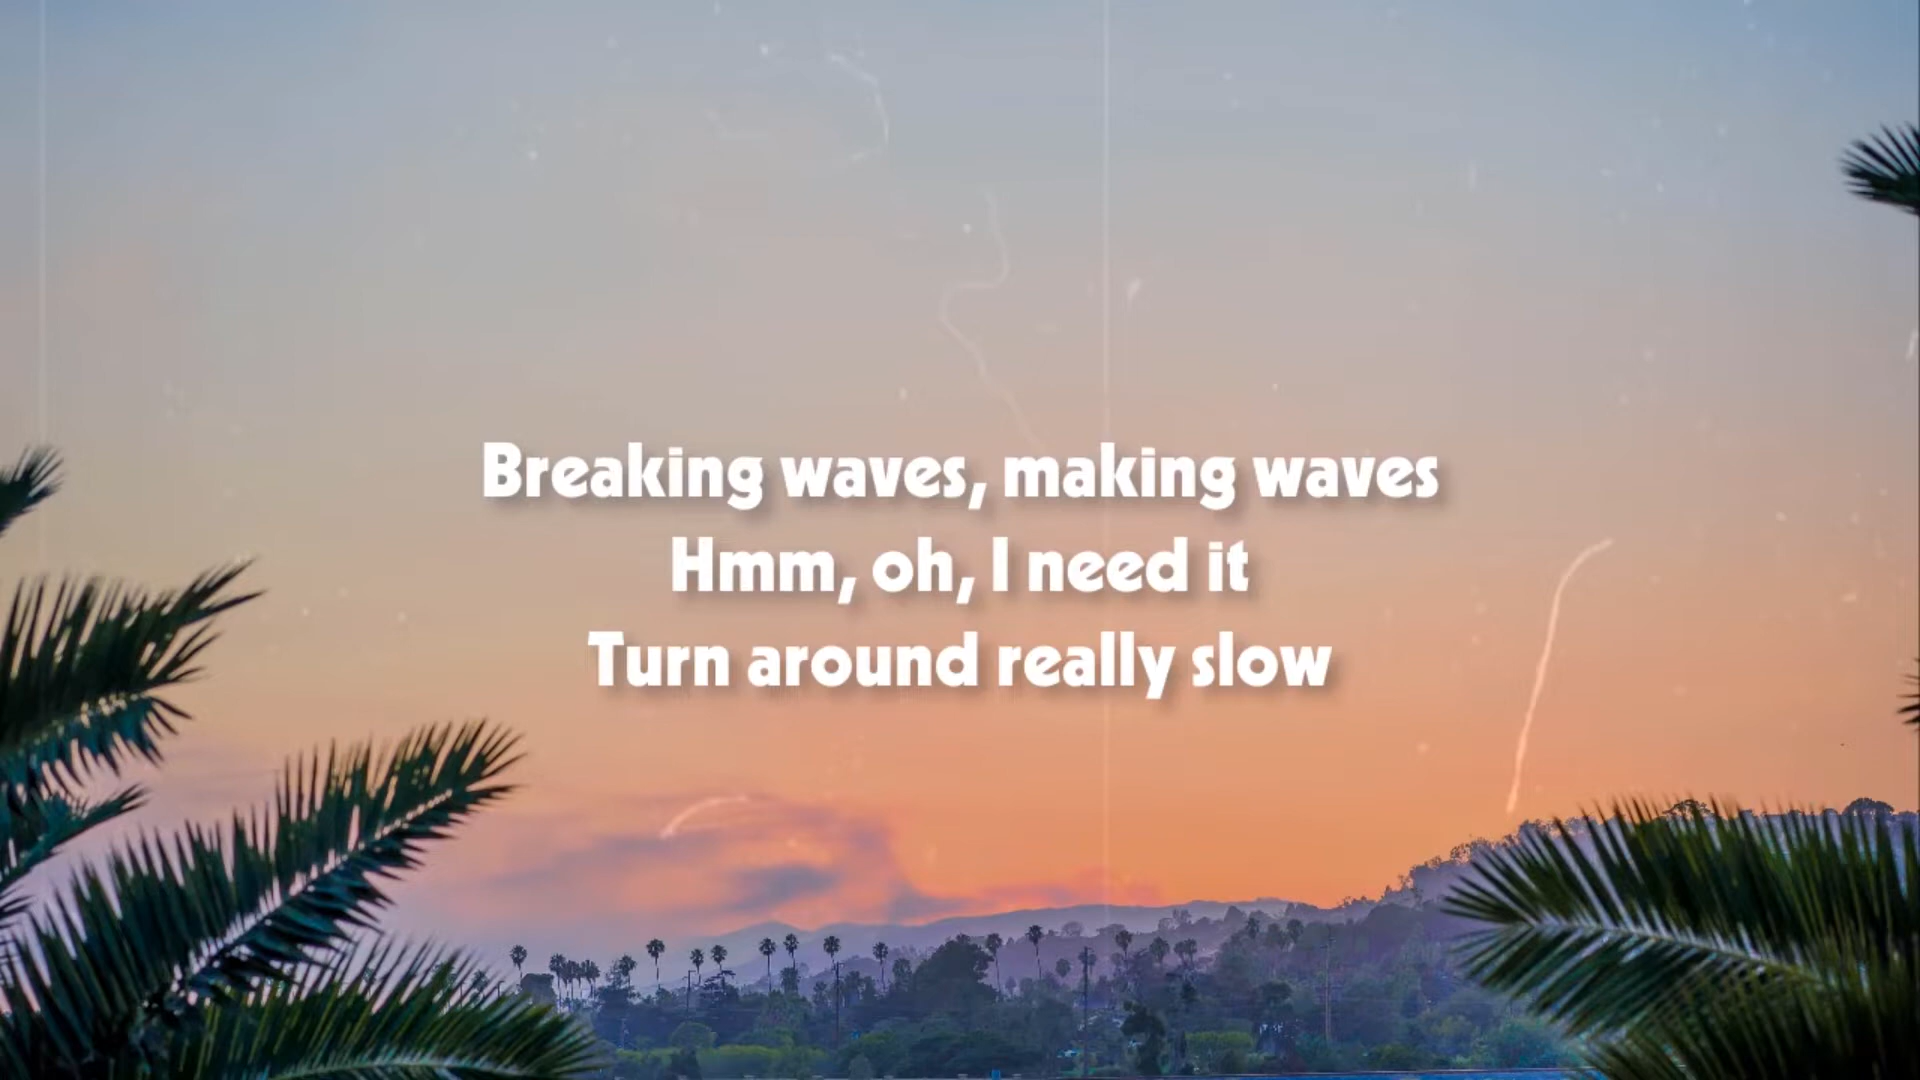 Breaking waves, making waves
Hmm, oh, I need it
Turn around really slow